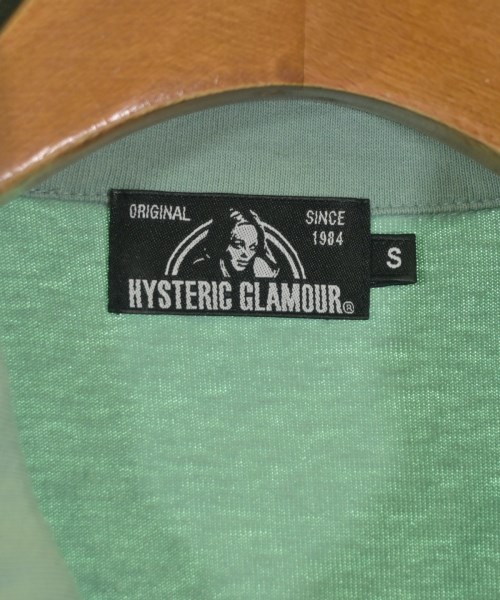 ORIGINAL
SINCE
1984
HYSTERIC GLAMOUR®
S